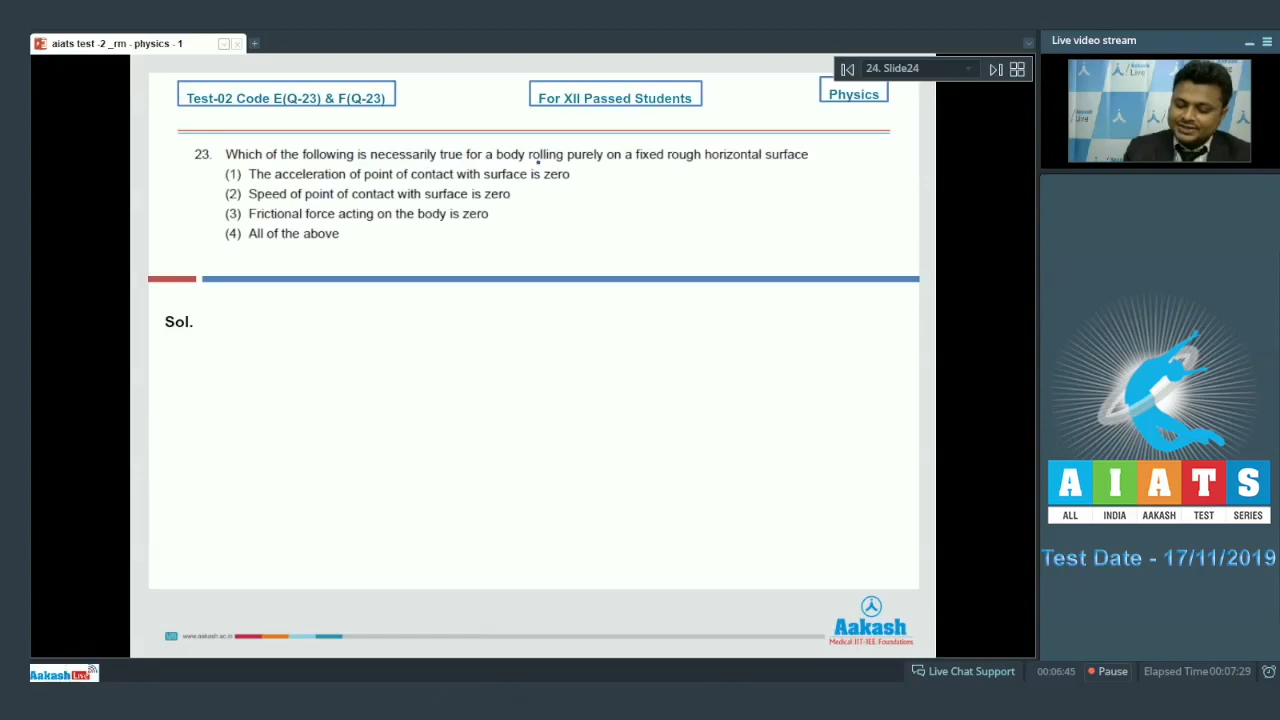 aiats test -2 _rm - physics - 1
Live video stream
24. Slide24
Test-02 Code E(Q-23) & F(Q-23)
For XII Passed Students
Physics
23. Which of the following is necessarily true for a body rolling purely on a fixed rough horizontal surface
(1) The acceleration of point of contact with surface is zero
(2) Speed of point of contact with surface is zero
(3) Frictional force acting on the body is zero
(4) All of the above
Sol.
A I A T S
ALL INDIA AAKASH TEST SERIES
Test Date - 17/11/2019
www.aakash.ac.in
Aakash
Medical|IIT-JEE|Foundations
Aakash Live
Live Chat Support
00:06:45
Pause
Elapsed Time 00:07:29